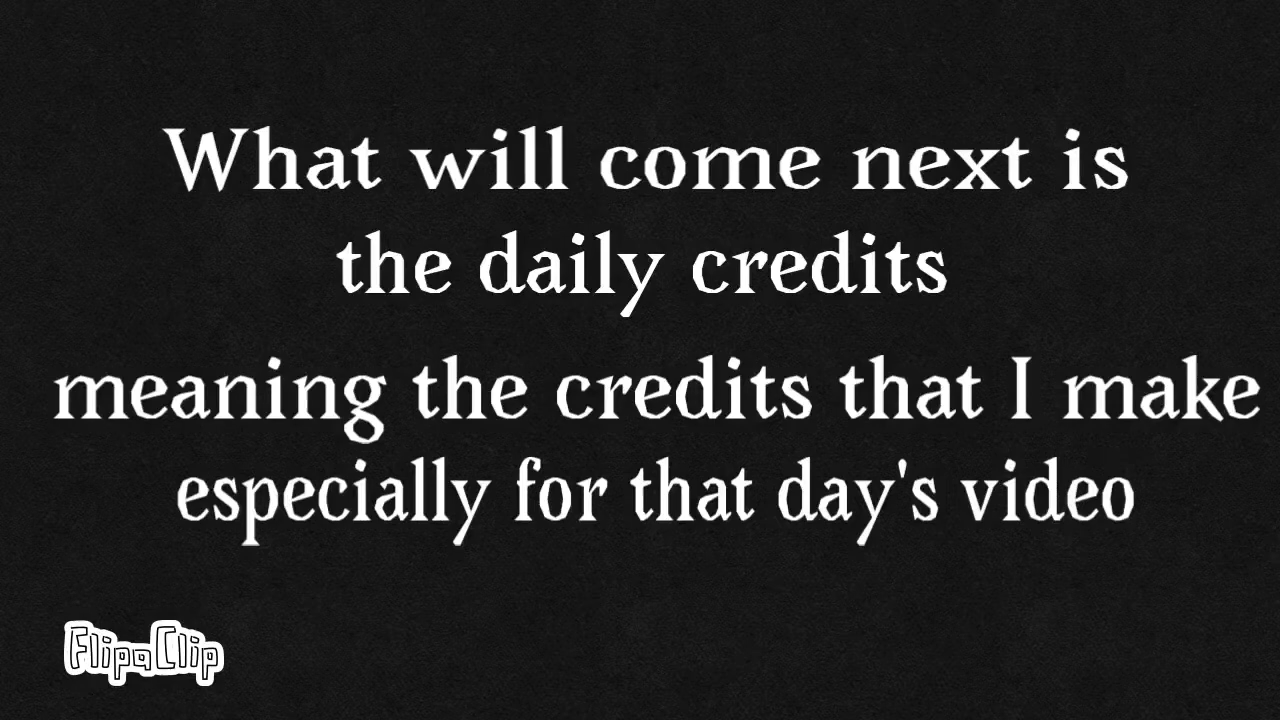 What will come next is
the daily credits
meaning the credits that I make
especially for that day's video
FlipaClip